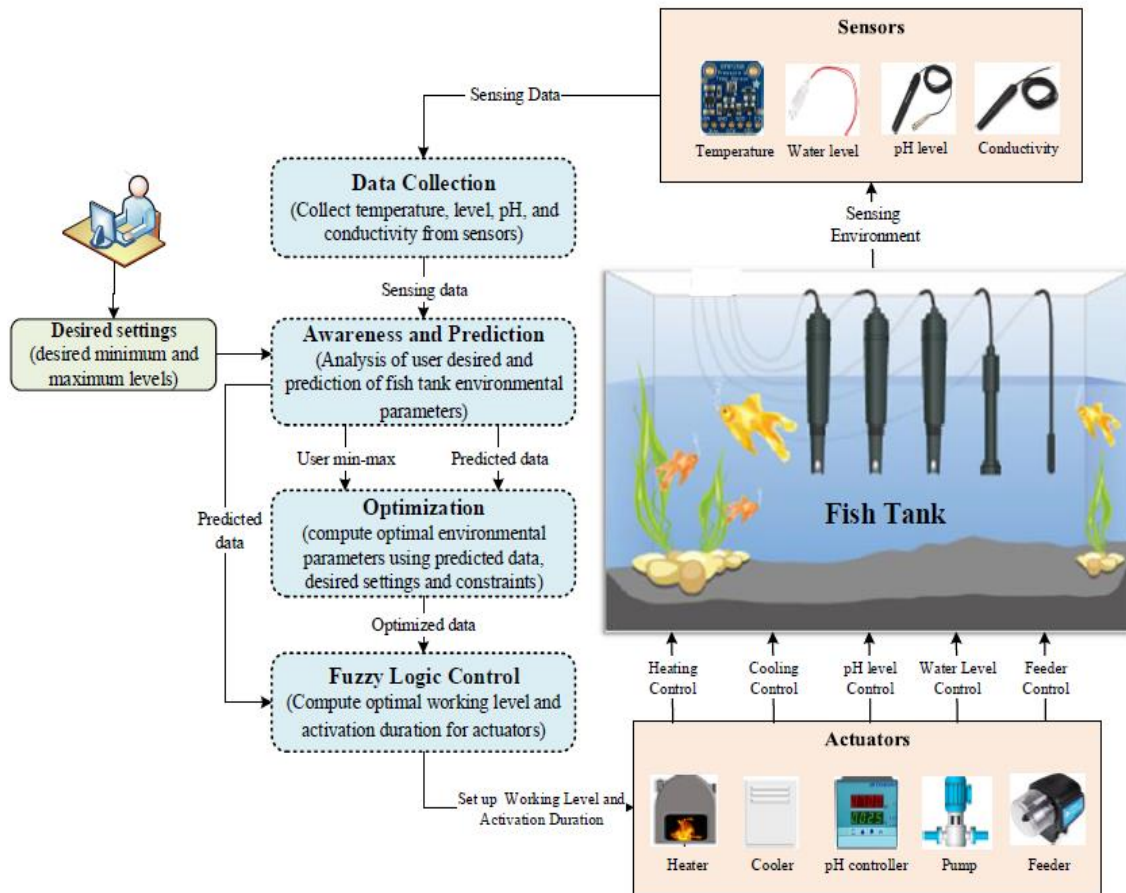 Sensors
Temperature
Water level
pH level
Conductivity
Sensing Data
Data Collection
(Collect temperature, level, pH, and
conductivity from sensors)
Sensing
Environment
Sensing data
Desired settings
(desired minimum and
maximum levels)
Awareness and Prediction
(Analysis of user desired and
prediction of fish tank environmental
parameters)
User min-max
Predicted data
Predicted
data
Optimization
(compute optimal environmental
parameters using predicted data,
desired settings and constraints)
Fish Tank
Optimized data
Fuzzy Logic Control
(Compute optimal working level and
activation duration for actuators)
Heating
Control
Cooling
Control
pH level
Control
Water Level
Control
Feeder
Control
Set up Working Level and
Activation Duration
Actuators
Heater
Cooler
pH controller
Pump
Feeder